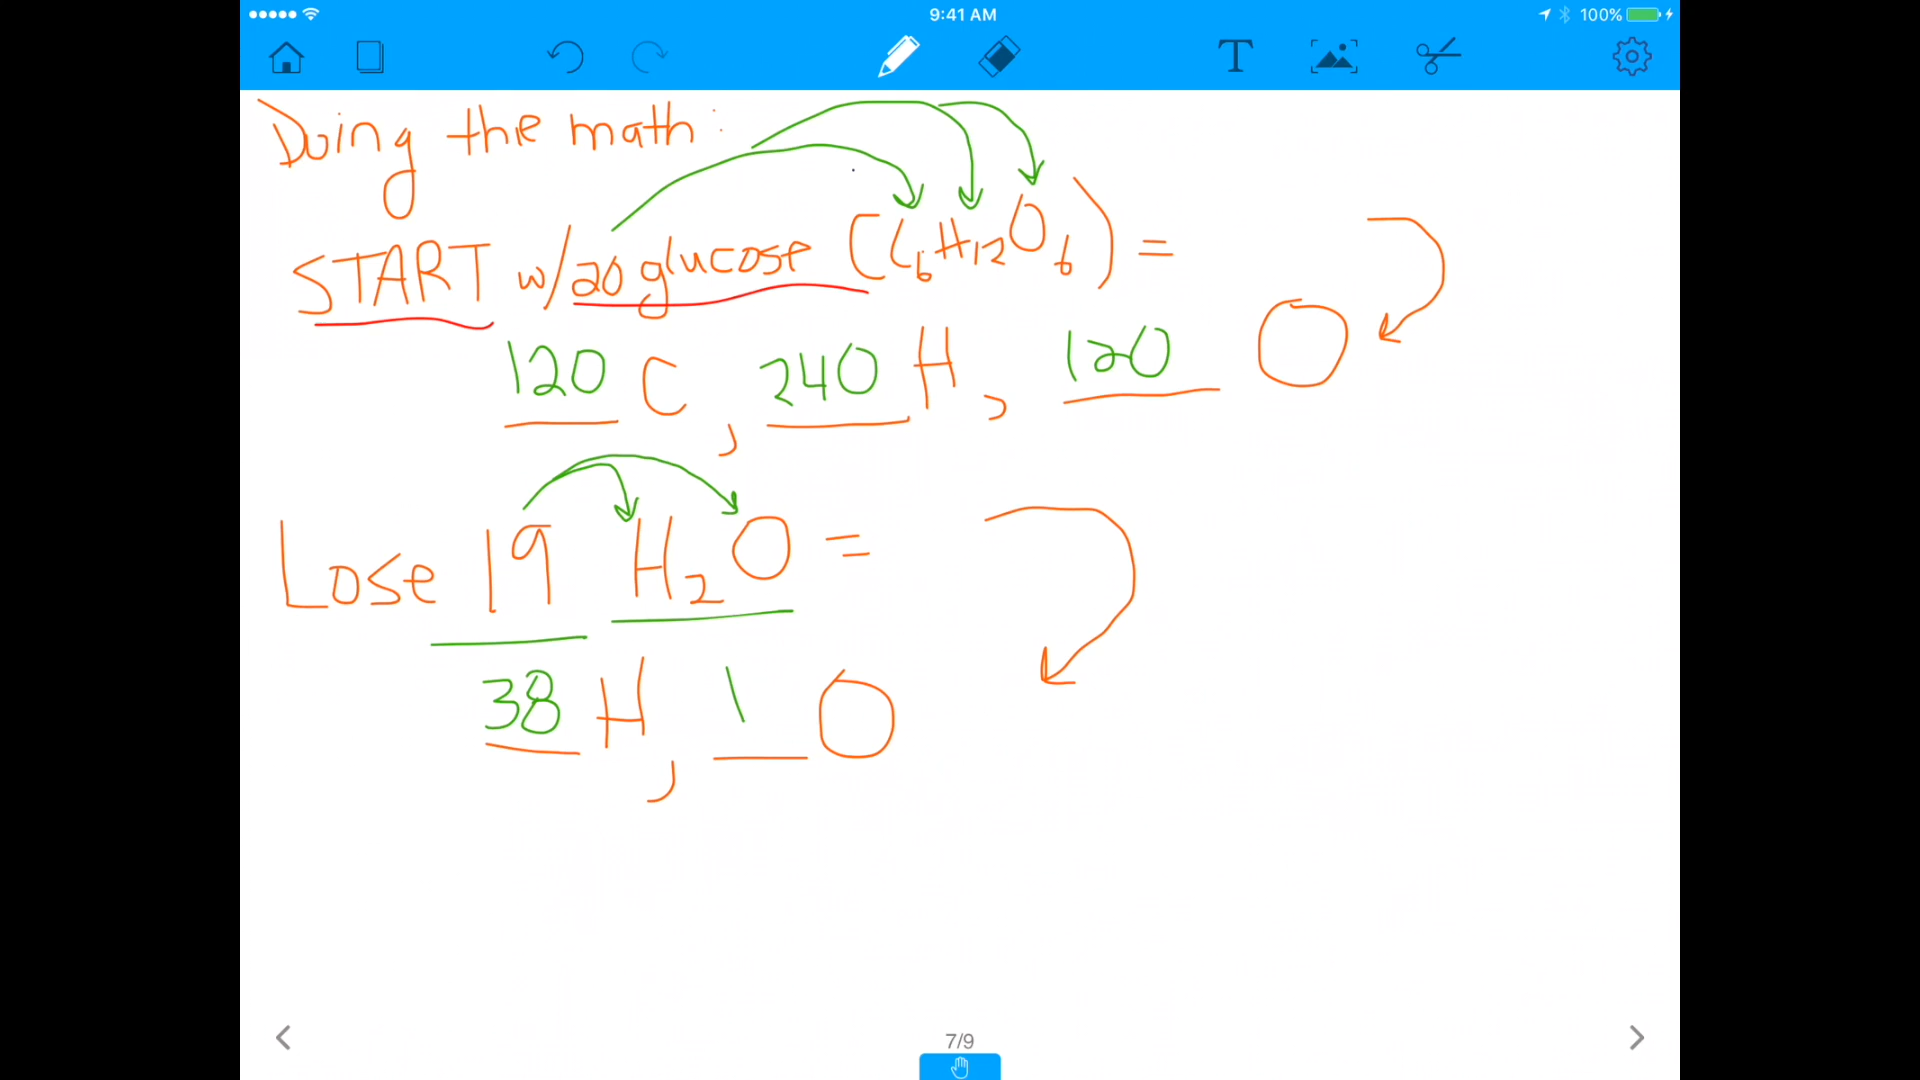 9:41 AM 100%
T
Doing the math:
START w/20 glucose (C6H12O6) =
120 C, 240 H, 120 O
Lose 19 H2O =
38 H, 1 O
7/9